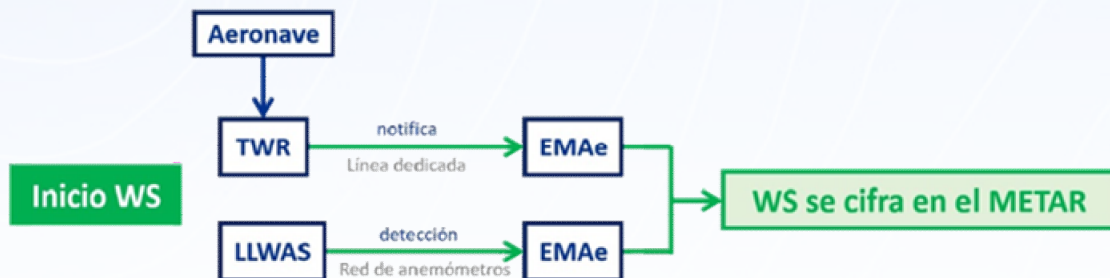 Aeronave
TWR
notifica
Línea dedicada
EMAe
Inicio WS
WS se cifra en el METAR
LLWAS
detección
Red de anemómetros
EMAe